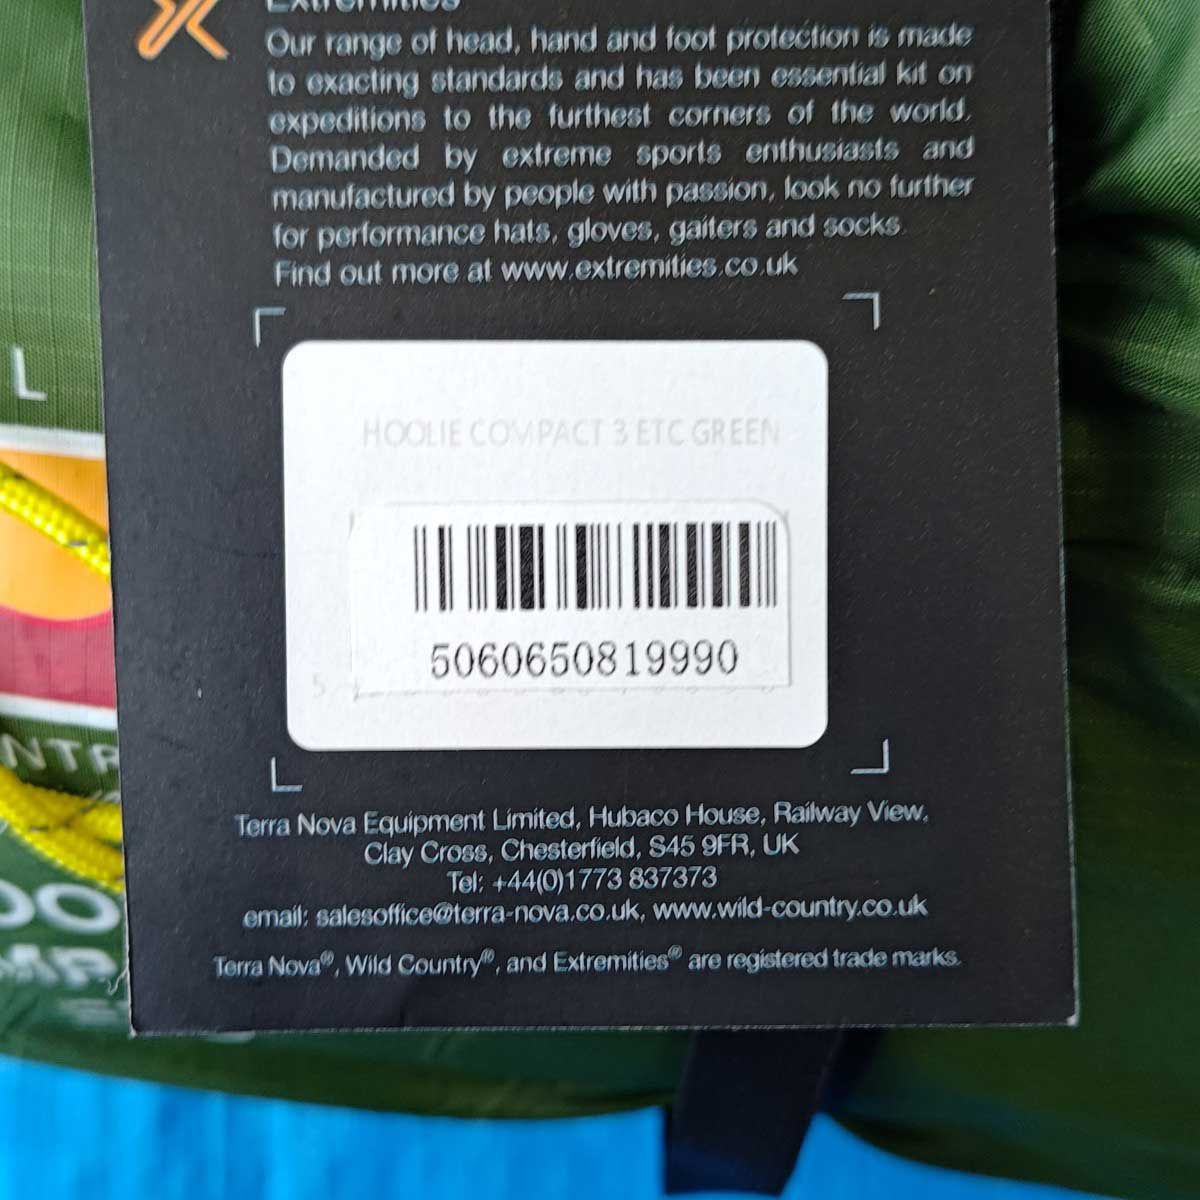 Extremities
Our range of head, hand and foot protection is made
to exacting standards and has been essential kit on
expeditions to the furthest corners of the world.
Demanded by extreme sports enthusiasts and
manufactured by people with passion, look no further
for performance hats, gloves, gaiters and socks.
Find out more at www.extremities.co.uk
L
HOOLIE COMPACT 3 ETC GREEN
5060650819990
5
NTR
OO
MP
Terra Nova Equipment Limited, Hubaco House, Railway View,
Clay Cross, Chesterfield, S45 9FR, UK
Tel: +44(0)1773 837373
email: salesoffice@terra-nova.co.uk, www.wild-country.co.uk
Terra Nova®, Wild Country®, and Extremities® are registered trade marks.